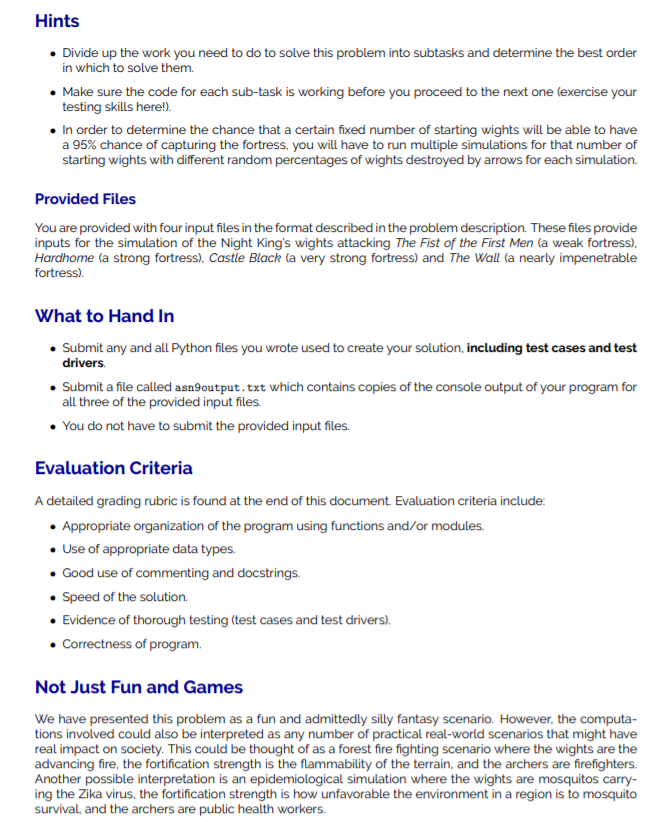 Hints
• Divide up the work you need to do to solve this problem into subtasks and determine the best order
in which to solve them.
• Make sure the code for each sub-task is working before you proceed to the next one (exercise your
testing skills here!).
• In order to determine the chance that a certain fixed number of starting wights will be able to have
a 95% chance of capturing the fortress, you will have to run multiple simulations for that number of
starting wights with different random percentages of wights destroyed by arrows for each simulation.
Provided Files
You are provided with four input files in the format described in the problem description. These files provide
inputs for the simulation of the Night King's wights attacking The Fist of the First Men (a weak fortress),
Hardhome (a strong fortress), Castle Black (a very strong fortress) and The Wall (a nearly impenetrable
fortress).
What to Hand In
• Submit any and all Python files you wrote used to create your solution, including test cases and test
drivers.
• Submit a file called asn9output.txt which contains copies of the console output of your program for
all three of the provided input files.
• You do not have to submit the provided input files.
Evaluation Criteria
A detailed grading rubric is found at the end of this document. Evaluation criteria include:
• Appropriate organization of the program using functions and/or modules.
• Use of appropriate data types.
• Good use of commenting and docstrings.
• Speed of the solution.
• Evidence of thorough testing (test cases and test drivers).
• Correctness of program.
Not Just Fun and Games
We have presented this problem as a fun and admittedly silly fantasy scenario. However, the computa-
tions involved could also be interpreted as any number of practical real-world scenarios that might have
real impact on society. This could be thought of as a forest fire fighting scenario where the wights are the
advancing fire, the fortification strength is the flammability of the terrain, and the archers are firefighters.
Another possible interpretation is an epidemiological simulation where the wights are mosquitos carry-
ing the Zika virus, the fortification strength is how unfavorable the environment in a region is to mosquito
survival, and the archers are public health workers.